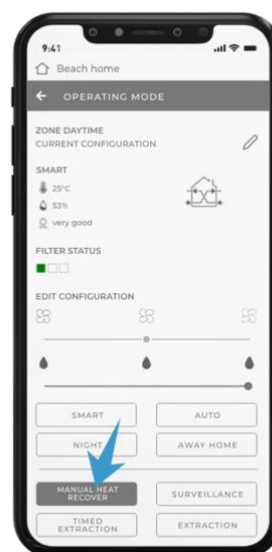 9:41
Beach home
OPERATING MODE
ZONE DAYTIME
CURRENT CONFIGURATION
SMART
25°C
53%
very good
FILTER STATUS
EDIT CONFIGURATION
SMART
AUTO
NIGHT
AWAY HOME
MANUAL HEAT
RECOVER
SURVEILLANCE
TIMED
EXTRACTION
EXTRACTION